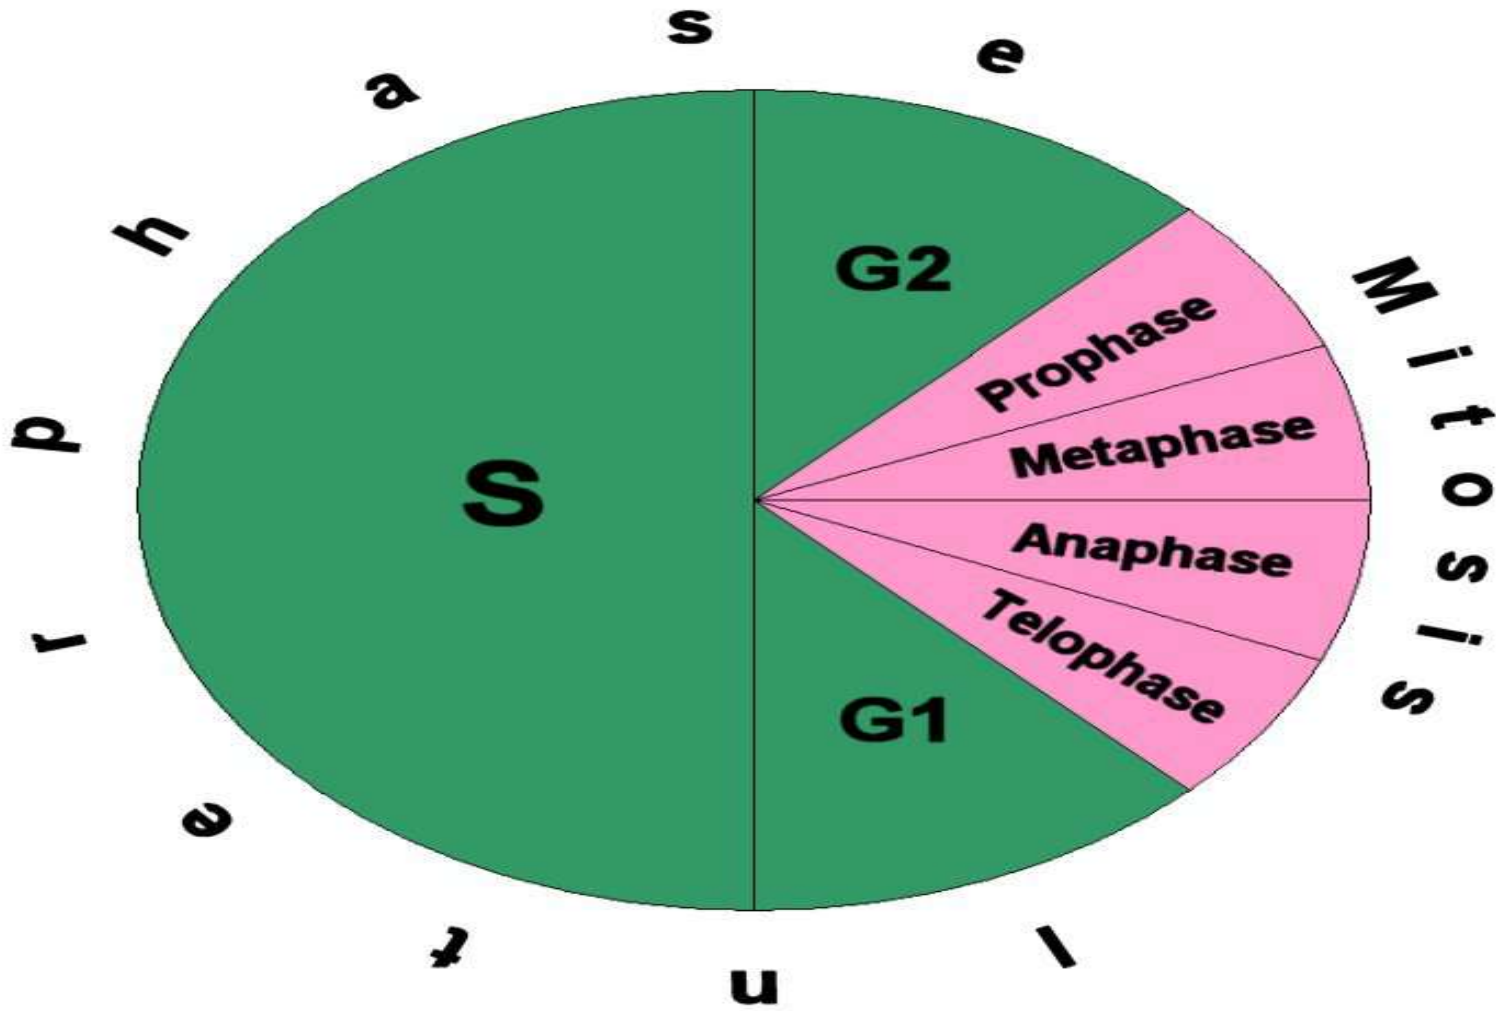 Interphase
Mitosis
S
G2
Prophase
Metaphase
Anaphase
Telophase
G1